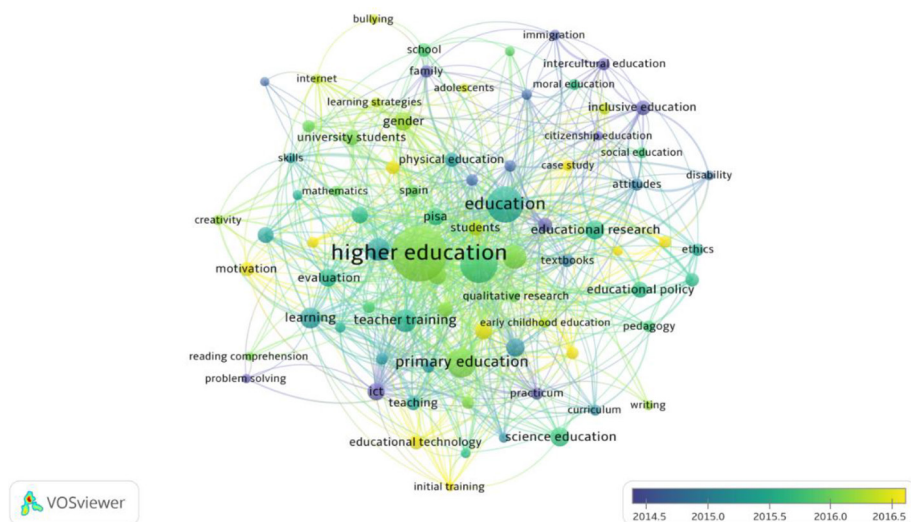 bullying
immigration
school
intercultural education
family
internet
moral education
adolescents
learning strategies
inclusive education
gender
citizenship education
university students
social education
skills
physical education
case study
disability
attitudes
mathematics
spain
education
creativity
pisa
students
educational research
higher education
ethics
textbooks
motivation
evaluation
educational policy
qualitative research
learning
teacher training
early childhood education
pedagogy
reading comprehension
primary education
problem solving
ict
practicum
teaching
writing
curriculum
educational technology
science education
initial training
VOSviewer
2014.5 2015.0 2015.5 2016.0 2016.5